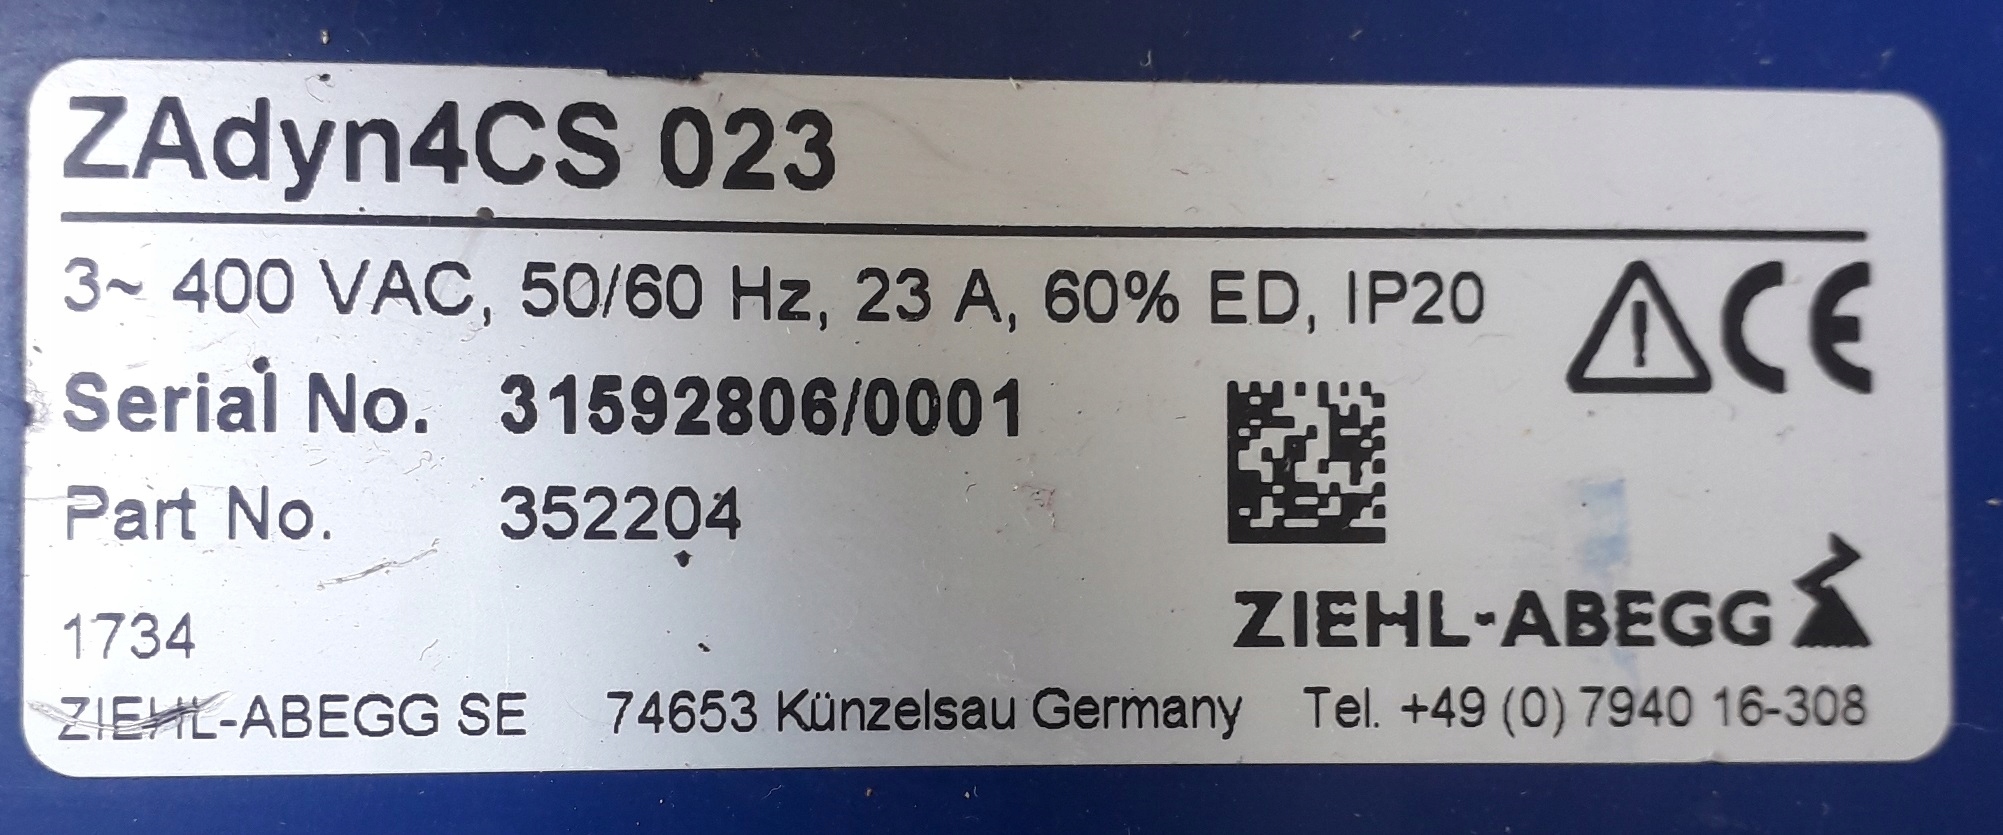 ZAdyn4CS 023
3~ 400 VAC, 50/60 Hz, 23 A, 60% ED, IP20
CE
Serial No. 31592806/0001
Part No. 352204
1734
ZIEHL-ABEGG
ZIEHL-ABEGG SE 74653 Künzelsau Germany Tel. +49 (0) 7940 16-308